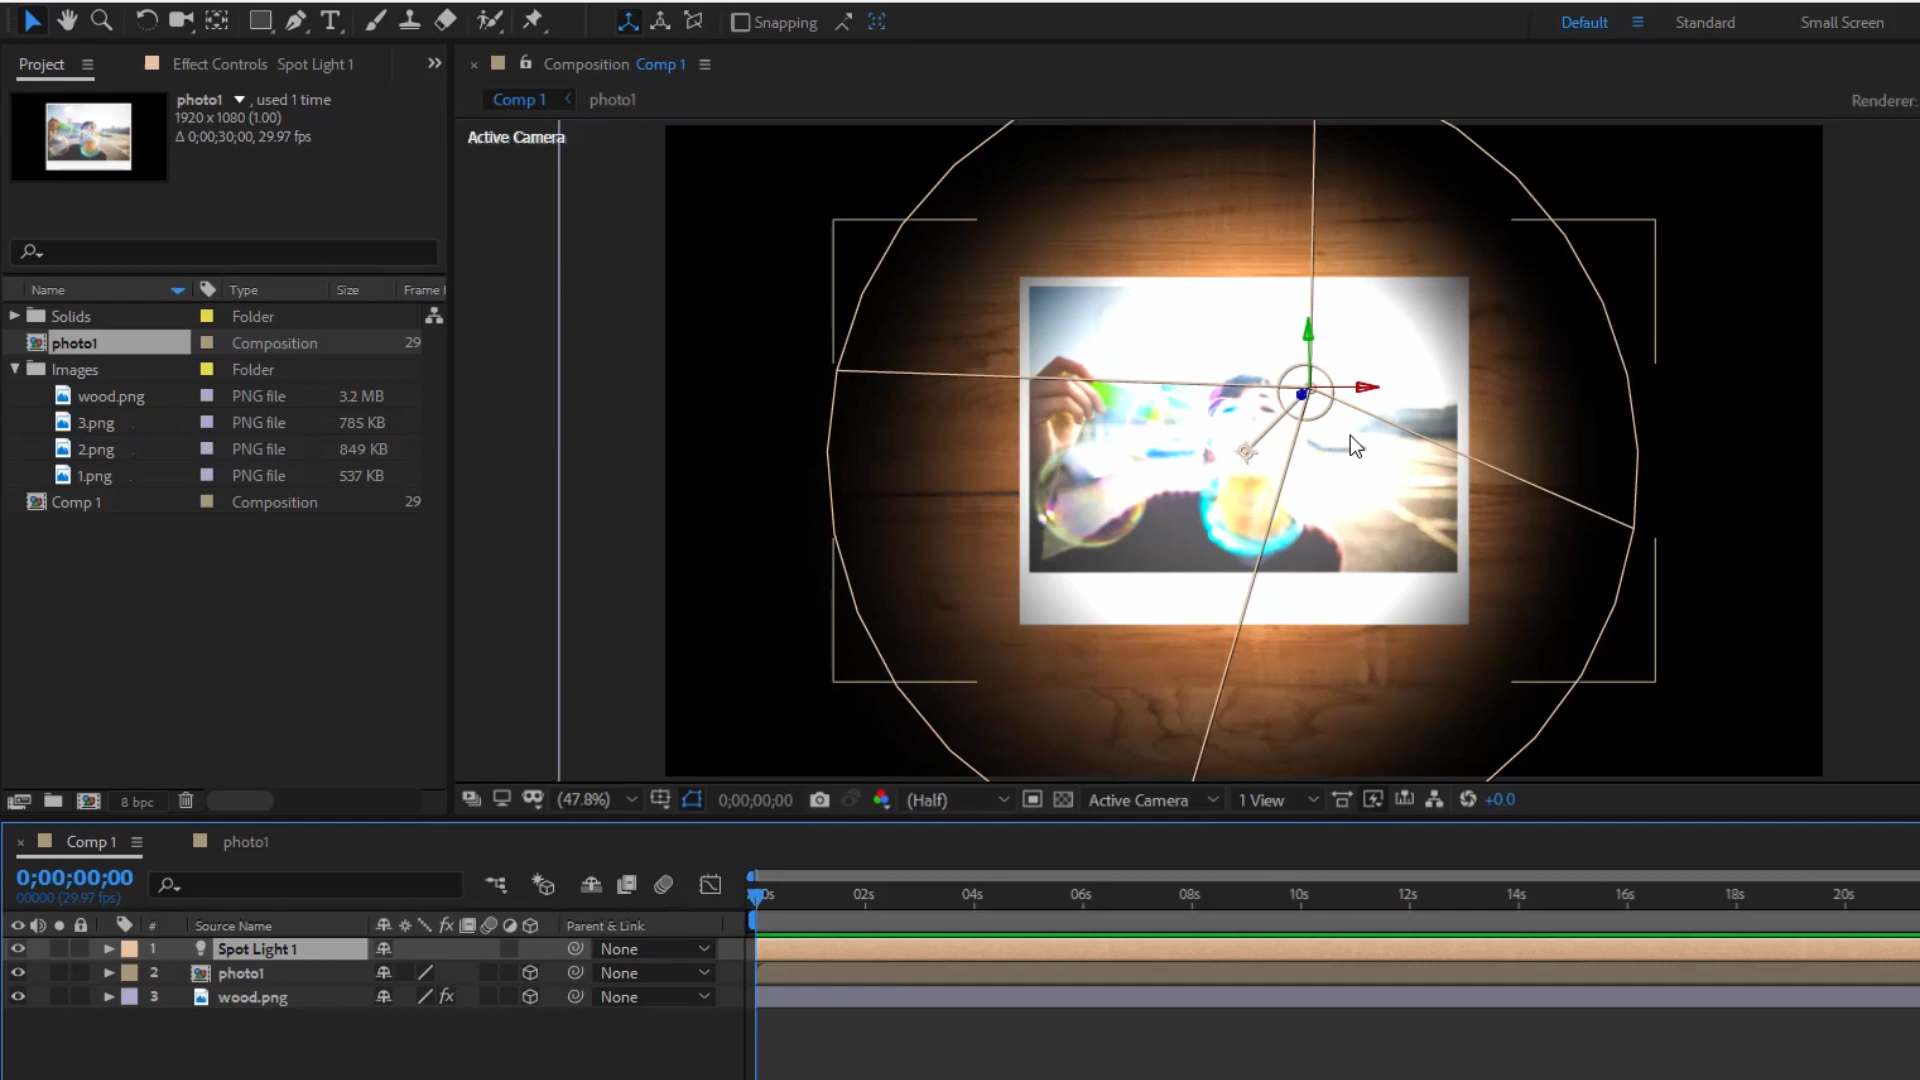 Snapping
Default
Standard
Small Screen
Project
Effect Controls Spot Light 1
Composition Comp 1
Comp 1
photo1
Renderer:
photo1 , used 1 time
1920 x 1080 (1.00)
Δ 0;00;30;00, 29.97 fps
Active Camera
Name
Type
Size
Frame
Solids
Folder
photo1
Composition
29
Images
Folder
wood.png
PNG file
3.2 MB
3.png
PNG file
785 KB
2.png
PNG file
849 KB
1.png
PNG file
537 KB
Comp 1
Composition
29
8 bpc
(47.8%)
0;00;00;00
(Half)
Active Camera
1 View
+0.0
Comp 1
photo1
0;00;00;00
00000 (29.97 fps)
0s
02s
04s
06s
08s
10s
12s
14s
16s
18s
20s
#
Source Name
fx
Parent & Link
1
Spot Light 1
None
2
photo1
None
3
wood.png
fx
None